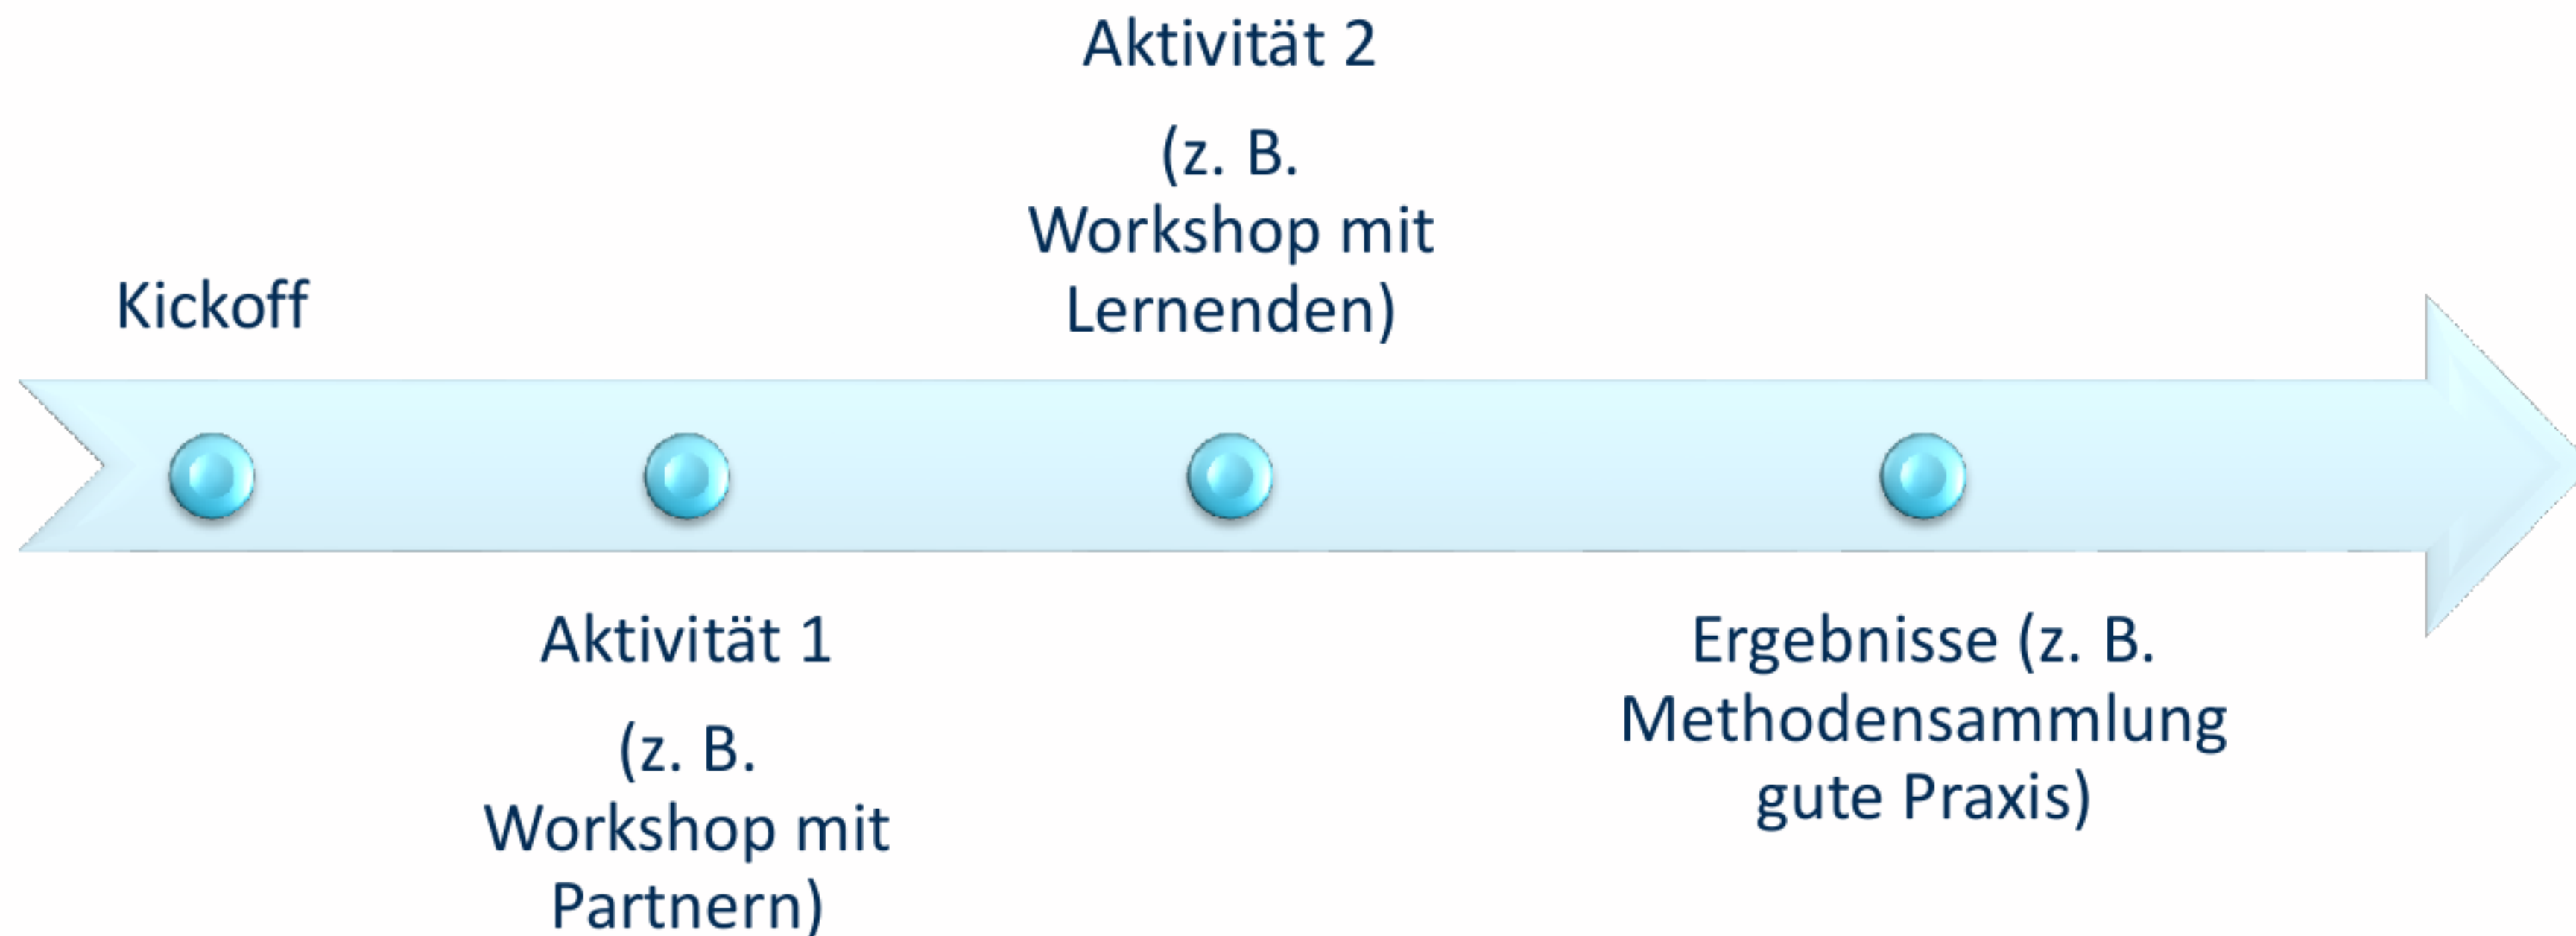 Kickoff
Aktivität 1
(z. B.
Workshop mit
Partnern)
Aktivität 2
(z. B.
Workshop mit
Lernenden)
Ergebnisse (z. B.
Methodensammlung
gute Praxis)